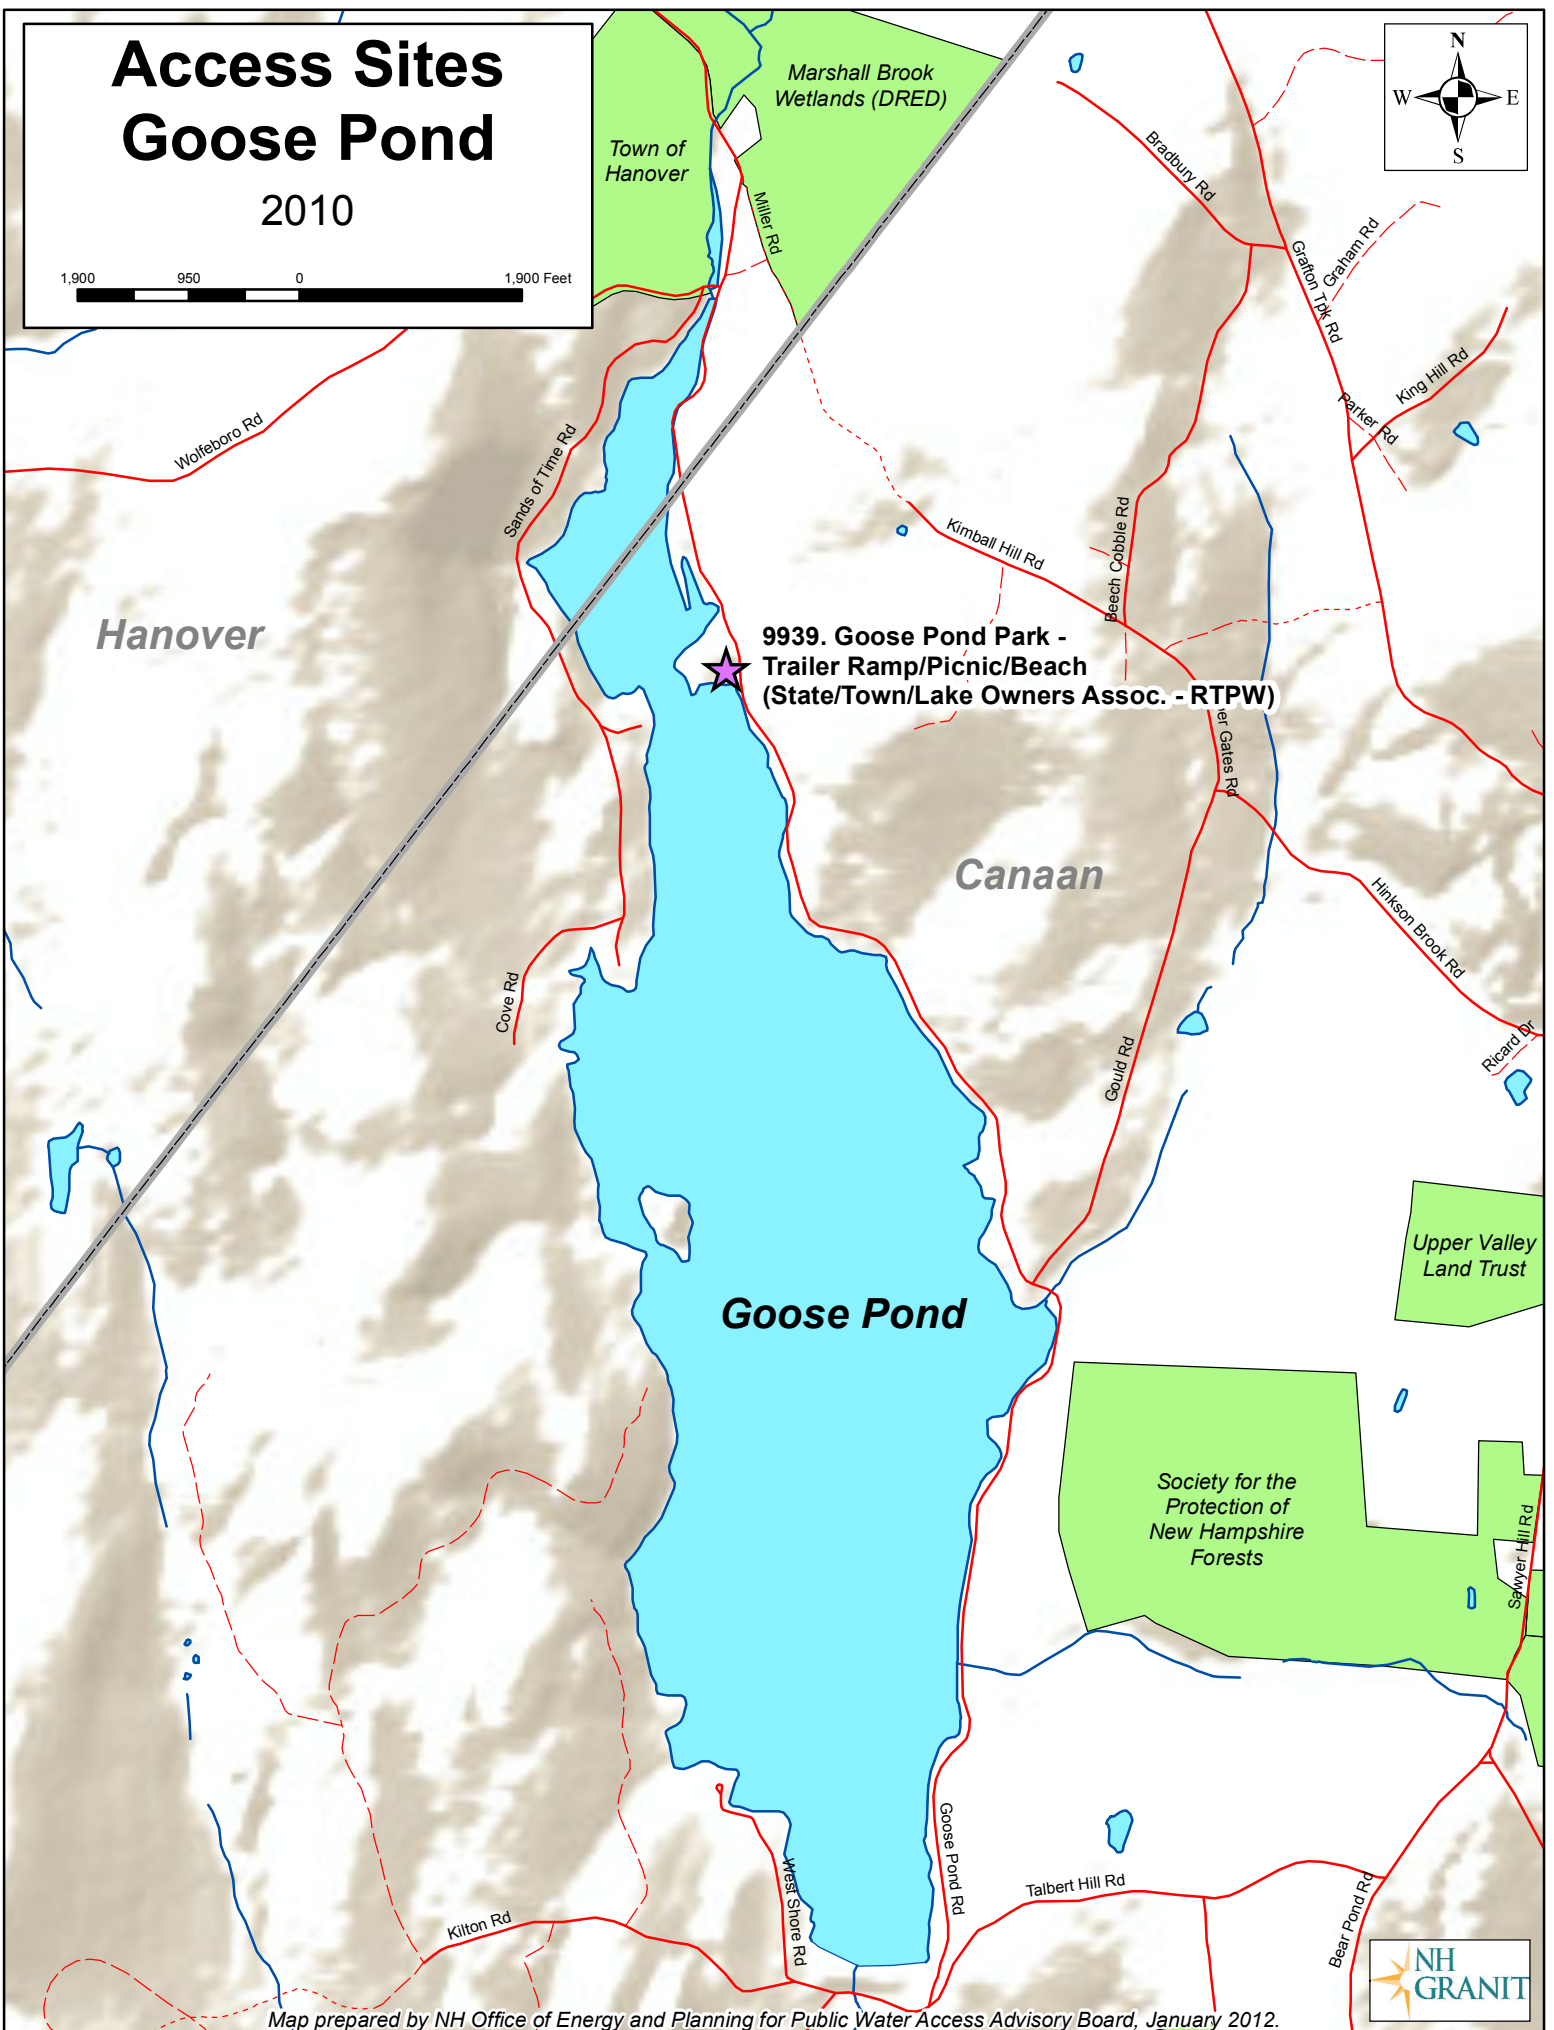 Access Sites
Goose Pond
2010
1,900 950 0 1,900 Feet
Marshall Brook
Wetlands (DRED)
Town of
Hanover
N
W E
S
Miller Rd
Bradbury Rd
Grafton Tpk Rd
Graham Rd
King Hill Rd
Parker Rd
Wolfeboro Rd
Sands of Time Rd
Kimball Hill Rd
Beech Cobble Rd
Hanover
9939. Goose Pond Park -
Trailer Ramp/Picnic/Beach
(State/Town/Lake Owners Assoc. - RTPW)
Gates Rd
Canaan
Hinkson Brook Rd
Cove Rd
Gould Rd
Ricard Dr
Upper Valley
Land Trust
Goose Pond
Society for the
Protection of
New Hampshire
Forests
Sawyer Hill Rd
Goose Pond Rd
West Shore Rd
Talbert Hill Rd
Kilton Rd
Bear Pond Rd
NH
GRANIT
Map prepared by NH Office of Energy and Planning for Public Water Access Advisory Board, January 2012.